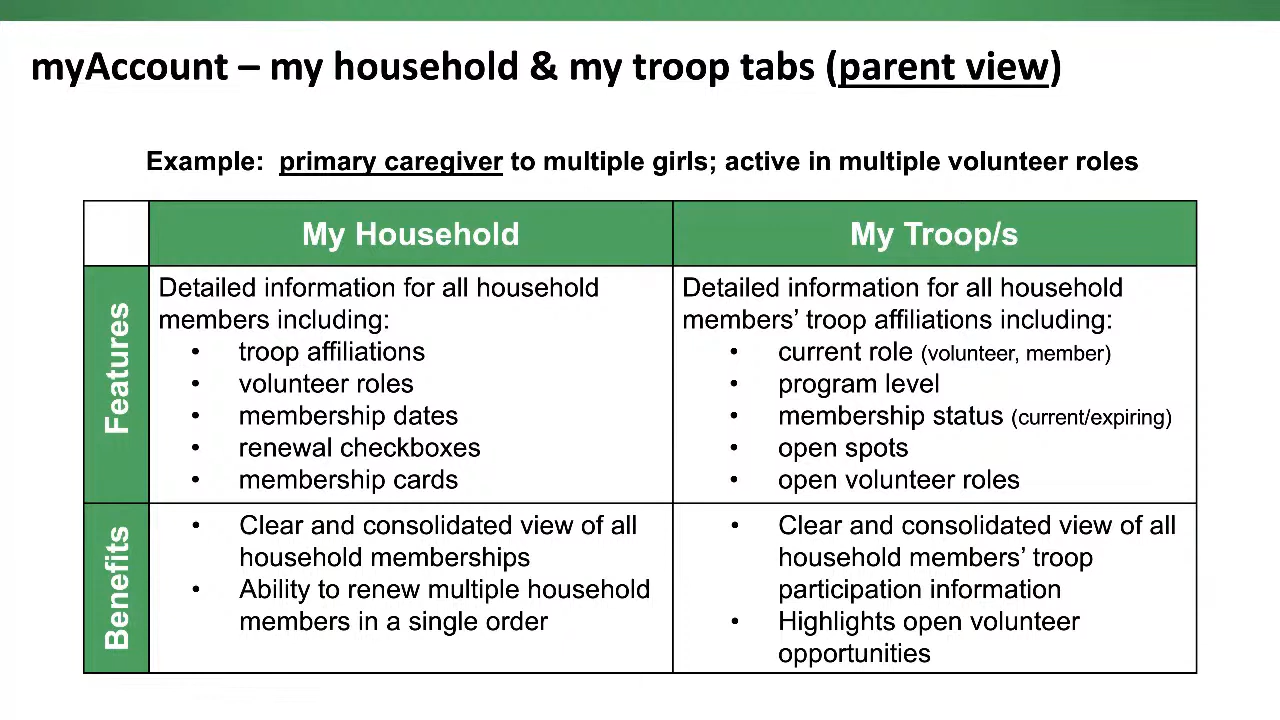 myAccount – my household & my troop tabs (parent view)
Example: primary caregiver to multiple girls; active in multiple volunteer roles
My Household
My Troop/s
Features
Detailed information for all household
members including:
• troop affiliations
• volunteer roles
• membership dates
• renewal checkboxes
• membership cards
Detailed information for all household
members’ troop affiliations including:
• current role (volunteer, member)
• program level
• membership status (current/expiring)
• open spots
• open volunteer roles
Benefits
• Clear and consolidated view of all
household memberships
• Ability to renew multiple household
members in a single order
• Clear and consolidated view of all
household members’ troop
participation information
• Highlights open volunteer
opportunities